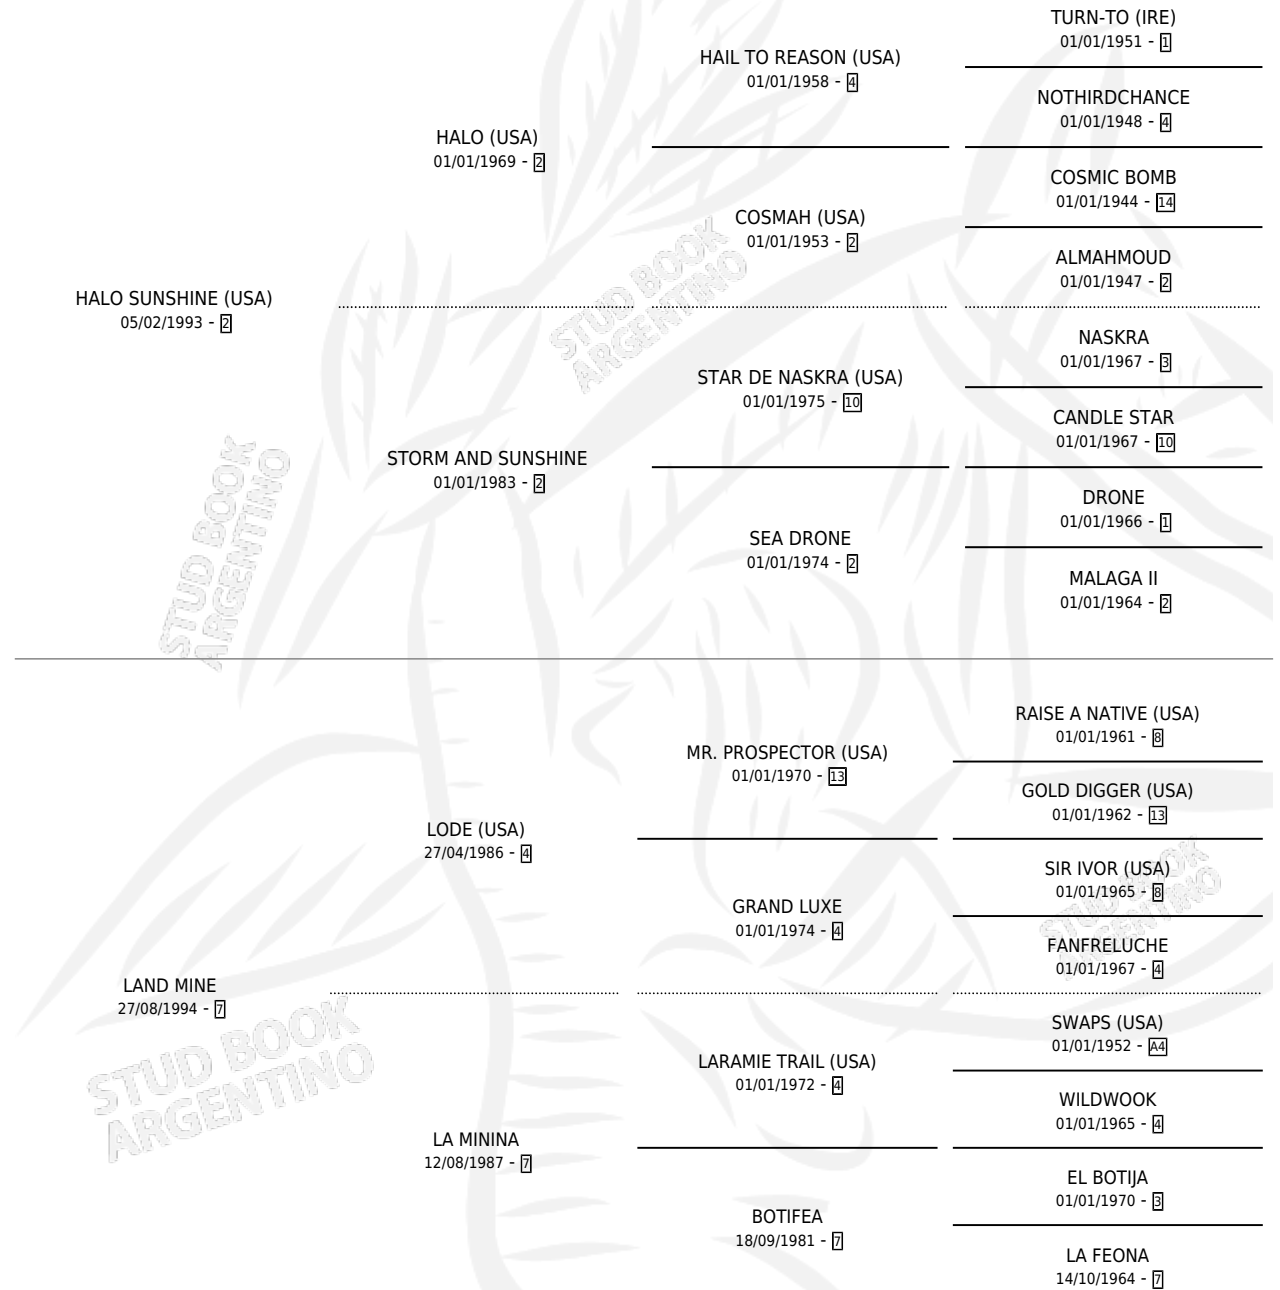 TURN-TO (IRE)
01/01/1951 - 1
HAIL TO REASON (USA)
01/01/1958 - 4
NOTHIRDCHANCE
01/01/1948 - 4
HALO (USA)
01/01/1969 - 2
COSMIC BOMB
01/01/1944 - 14
COSMAH (USA)
01/01/1953 - 2
ALMAHMOUD
01/01/1947 - 2
HALO SUNSHINE (USA)
05/02/1993 - 2
STUD BOOK
ARGENTINO
NASKRA
01/01/1967 - 3
STAR DE NASKRA (USA)
01/01/1975 - 10
CANDLE STAR
01/01/1967 - 10
STORM AND SUNSHINE
01/01/1983 - 2
DRONE
01/01/1966 - 1
SEA DRONE
01/01/1974 - 2
MALAGA II
01/01/1964 - 2
STUD BOOK
ARGENTINO
RAISE A NATIVE (USA)
01/01/1961 - 8
MR. PROSPECTOR (USA)
01/01/1970 - 13
GOLD DIGGER (USA)
01/01/1962 - 13
LODE (USA)
27/04/1986 - 4
SIR IVOR (USA)
01/01/1965 - 8
GRAND LUXE
01/01/1974 - 4
STUD BOOK
ARGENTINO
FANFRELUCHE
01/01/1967 - 4
LAND MINE
27/08/1994 - 7
SWAPS (USA)
01/01/1952 - A4
LARAMIE TRAIL (USA)
01/01/1972 - 4
STUD BOOK
ARGENTINO
WILDWOOK
01/01/1965 - 4
LA MININA
12/08/1987 - 7
EL BOTIJA
01/01/1970 - 3
BOTIFEA
18/09/1981 - 7
LA FEONA
14/10/1964 - 7